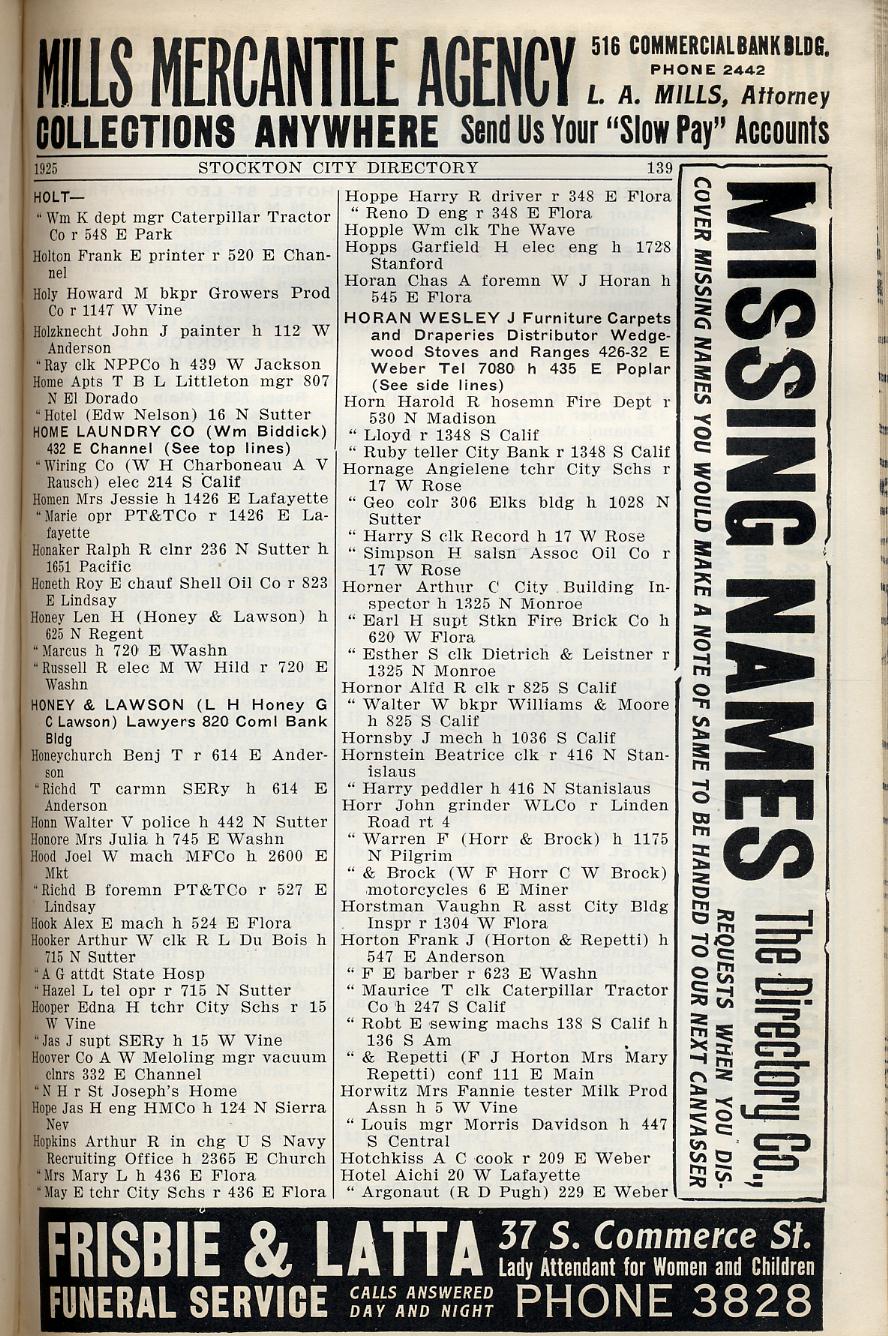 MILLS MERCANTILE AGENCY
516 COMMERCIAL BANK BLDG.
PHONE 2442
L. A. MILLS, Attorney
COLLECTIONS ANYWHERE Send Us Your "Slow Pay" Accounts
1925 STOCKTON CITY DIRECTORY 139
HOLT—
" Wm K dept mgr Caterpillar Tractor
Co r 548 E Park
Holton Frank E printer r 520 E Chan-
nel
Holy Howard M bkpr Growers Prod
Co r 1147 W Vine
Holzknecht John J painter h 112 W
Anderson
" Ray clk NPPCo h 439 W Jackson
Home Apts T B L Littleton mgr 807
N El Dorado
" Hotel (Edw Nelson) 16 N Sutter
HOME LAUNDRY CO (Wm Biddick)
432 E Channel (See top lines)
" Wiring Co (W H Charboneau A V
Rausch) elec 214 S Calif
Homen Mrs Jessie h 1426 E Lafayette
" Marie opr PT&TCo r 1426 E La-
fayette
Honaker Ralph R clnr 236 N Sutter h
1651 Pacific
Honeth Roy E chauf Shell Oil Co r 823
E Lindsay
Honey Len H (Honey & Lawson) h
625 N Regent
" Marcus h 720 E Washn
" Russell R elec M W Hild r 720 E
Washn
HONEY & LAWSON (L H Honey G
C Lawson) Lawyers 820 Coml Bank
Bldg
Honeychurch Benj T r 614 E Ander-
son
" Richd T carmn SERy h 614 E
Anderson
Honn Walter V police h 442 N Sutter
Honore Mrs Julia h 745 E Washn
Hood Joel W mach MFCo h 2600 E
Mkt
" Richd B foremn PT&TCo r 527 E
Lindsay
Hook Alex E mach h 524 E Flora
Hooker Arthur W clk R L Du Bois h
715 N Sutter
" A G attdt State Hosp
" Hazel L tel opr r 715 N Sutter
Hooper Edna H tchr City Schs r 15
W Vine
" Jas J supt SERy h 15 W Vine
Hoover Co A W Meloling mgr vacuum
clnrs 332 E Channel
" N H r St Joseph's Home
Hope Jas H eng HMCo h 124 N Sierra
Nev
Hopkins Arthur R in chg U S Navy
Recruiting Office h 2365 E Church
" Mrs Mary L h 436 E Flora
" May E tchr City Schs r 436 E Flora
Hoppe Harry R driver r 348 E Flora
" Reno D eng r 348 E Flora
Hopple Wm clk The Wave
Hopps Garfield H elec eng h 1728
Stanford
Horan Chas A foremn W J Horan h
545 E Flora
HORAN WESLEY J Furniture Carpets
and Draperies Distributor Wedge-
wood Stoves and Ranges 426-32 E
Weber Tel 7080 h 435 E Poplar
(See side lines)
Horn Harold R hosemn Fire Dept r
530 N Madison
" Lloyd r 1348 S Calif
" Ruby teller City Bank r 1348 S Calif
Hornage Angielene tchr City Schs r
17 W Rose
" Geo colr 306 Elks bldg h 1028 N
Sutter
" Harry S clk Record h 17 W Rose
" Simpson H salsn Assoc Oil Co r
17 W Rose
Horner Arthur C City Building In-
spector h 1325 N Monroe
" Earl H supt Stkn Fire Brick Co h
620 W Flora
" Esther S clk Dietrich & Leistner r
1325 N Monroe
Hornor Alfd R clk r 825 S Calif
" Walter W bkpr Williams & Moore
h 825 S Calif
Hornsby J mech h 1036 S Calif
Hornstein Beatrice clk r 416 N Stan-
islaus
" Harry peddler h 416 N Stanislaus
Horr John grinder WLCo r Linden
Road rt 4
" Warren F (Horr & Brock) h 1175
N Pilgrim
" & Brock (W F Horr C W Brock)
motorcycles 6 E Miner
Horstman Vaughn R asst City Bldg
Inspr r 1304 W Flora
Horton Frank J (Horton & Repetti) h
547 E Anderson
" F E barber r 623 E Washn
" Maurice T clk Caterpillar Tractor
Co h 247 S Calif
" Robt E sewing machs 138 S Calif h
136 S Am
" & Repetti (F J Horton Mrs Mary
Repetti) conf 111 E Main
Horwitz Mrs Fannie tester Milk Prod
Assn h 5 W Vine
" Louis mgr Morris Davidson h 447
S Central
Hotchkiss A C cook r 209 E Weber
Hotel Aichi 20 W Lafayette
" Argonaut (R D Pugh) 229 E Weber
MISSING NAMES The Directory Co.,
REQUESTS WHEN YOU DIS-
COVER MISSING NAMES YOU WOULD MAKE A NOTE OF SAME TO BE HANDED TO OUR NEXT CANVASSER
FRISBIE & LATTA
FUNERAL SERVICE
CALLS ANSWERED
DAY AND NIGHT
37 S. Commerce St.
Lady Attendant for Women and Children
PHONE 3828